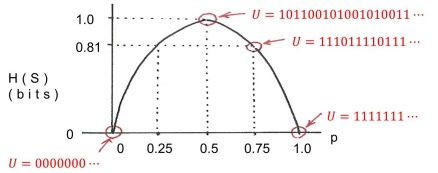 1.0
U = 101100101001010011 ⋯
0.81
U = 111011110111 ⋯
H(S)
(bits)
U = 1111111 ⋯
0
0 0.25 0.5 0.75 1.0 p
U = 0000000 ⋯